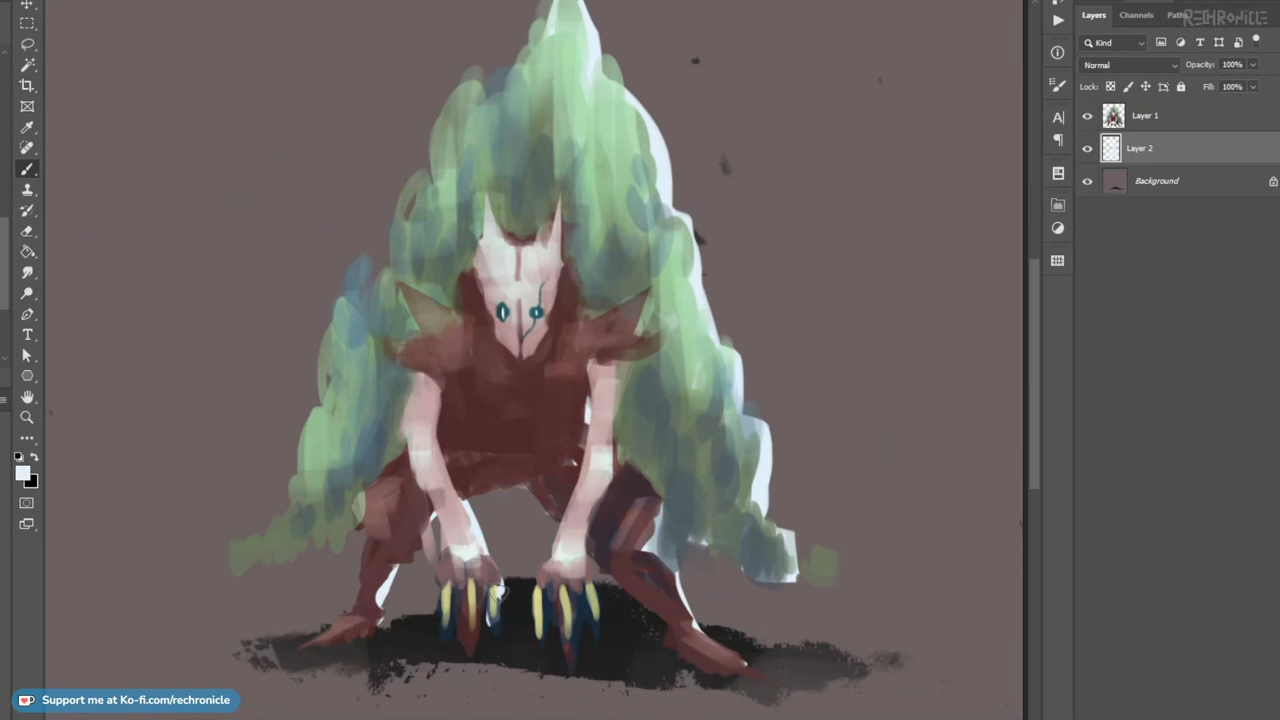 Layers Channels Paths
RECHRONICLE
Kind
Normal Opacity: 100%
Lock: Fill: 100%
Layer 1
Layer 2
Background
Support me at Ko-fi.com/rechronicle